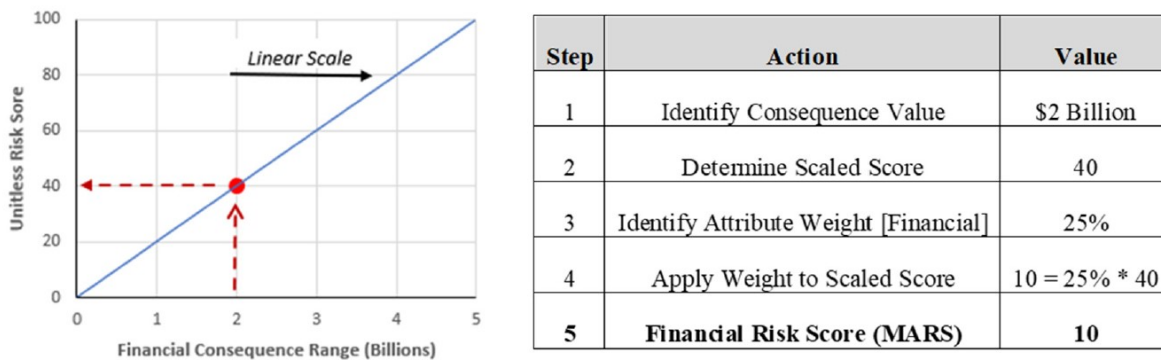 100
80
60
40
20
0
Unitless Risk Sore
Linear Scale
0 1 2 3 4 5
Financial Consequence Range (Billions)
Step Action Value
1 Identify Consequence Value $2 Billion
2 Determine Scaled Score 40
3 Identify Attribute Weight [Financial] 25%
4 Apply Weight to Scaled Score 10 = 25% * 40
5 Financial Risk Score (MARS) 10